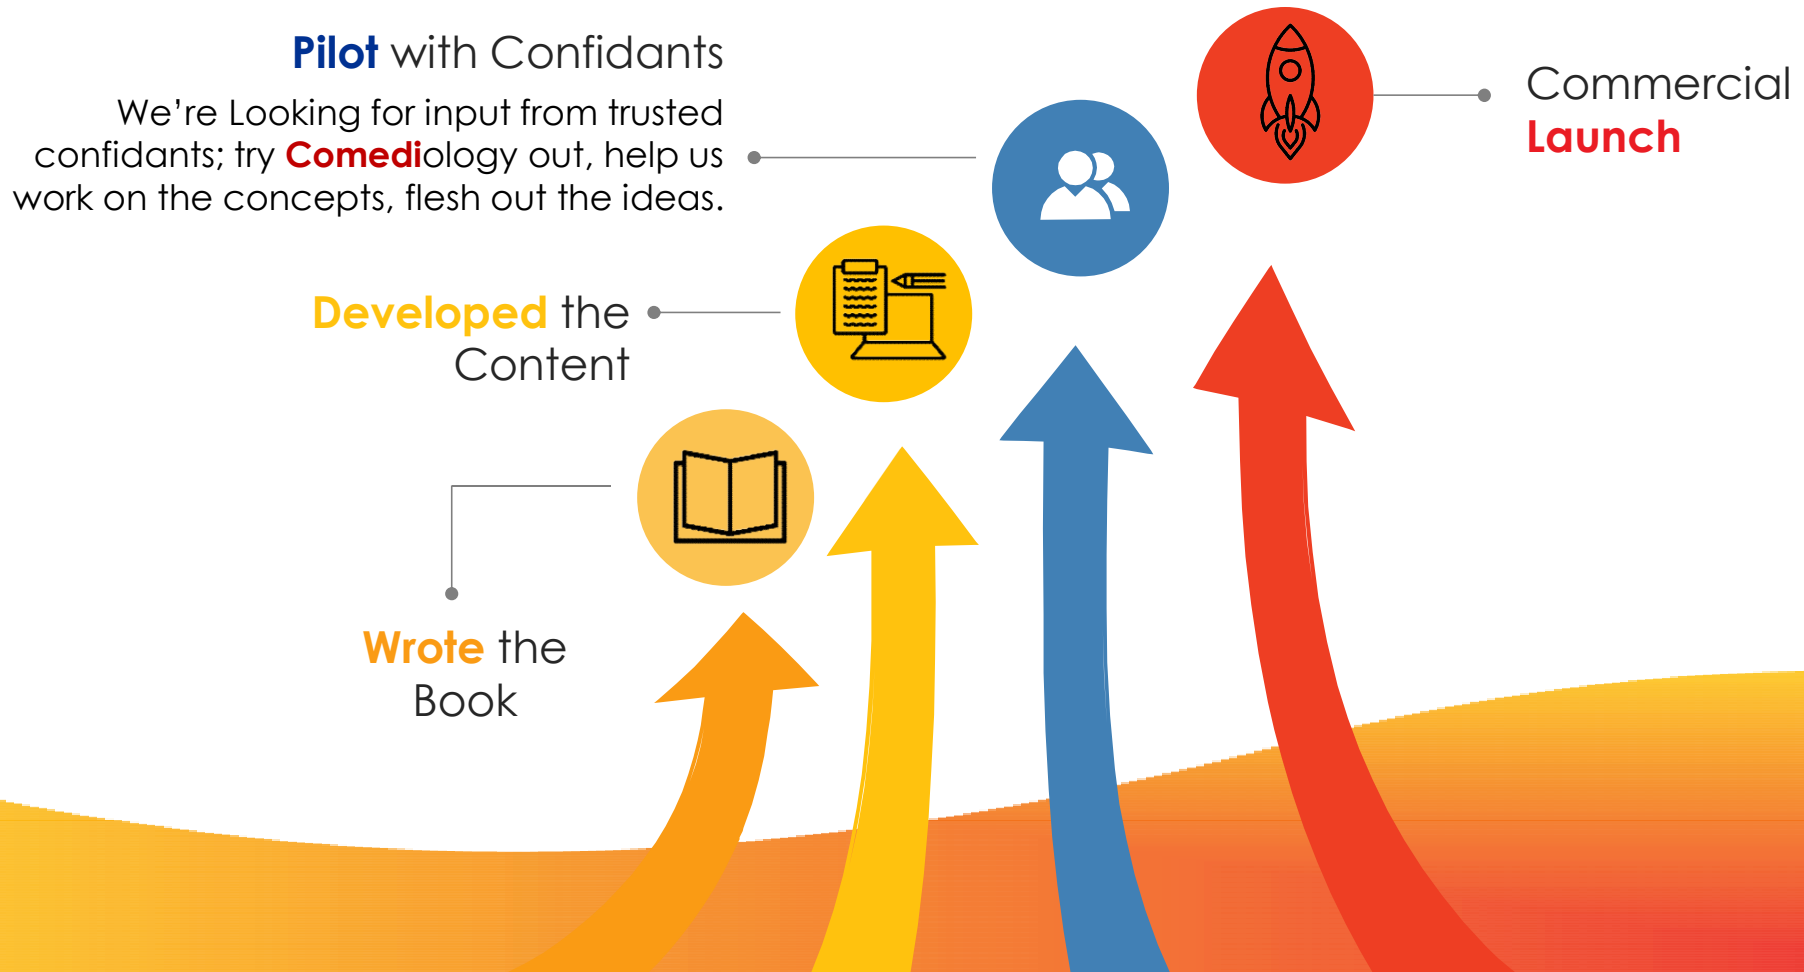 Pilot with Confidants
We're Looking for input from trusted
confidants; try Comediology out, help us
work on the concepts, flesh out the ideas.
Commercial
Launch
Developed the
Content
Wrote the
Book